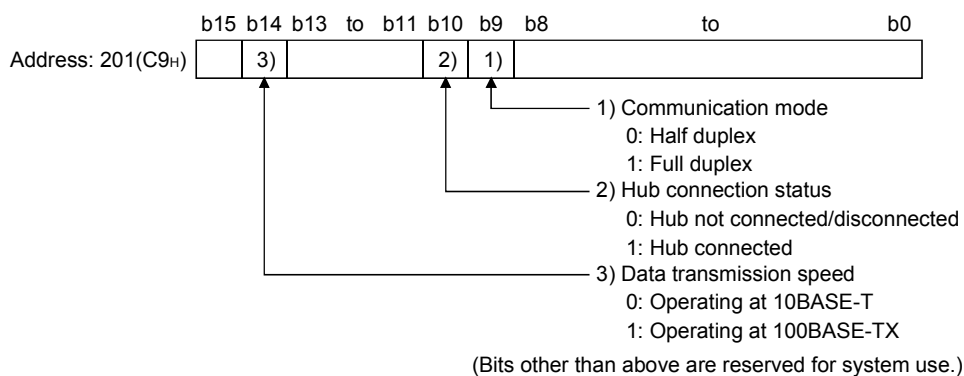 b15 b14 b13 to b11 b10 b9 b8 to b0
Address: 201(C9H) 3) 2) 1)
1) Communication mode
0: Half duplex
1: Full duplex
2) Hub connection status
0: Hub not connected/disconnected
1: Hub connected
3) Data transmission speed
0: Operating at 10BASE-T
1: Operating at 100BASE-TX
(Bits other than above are reserved for system use.)